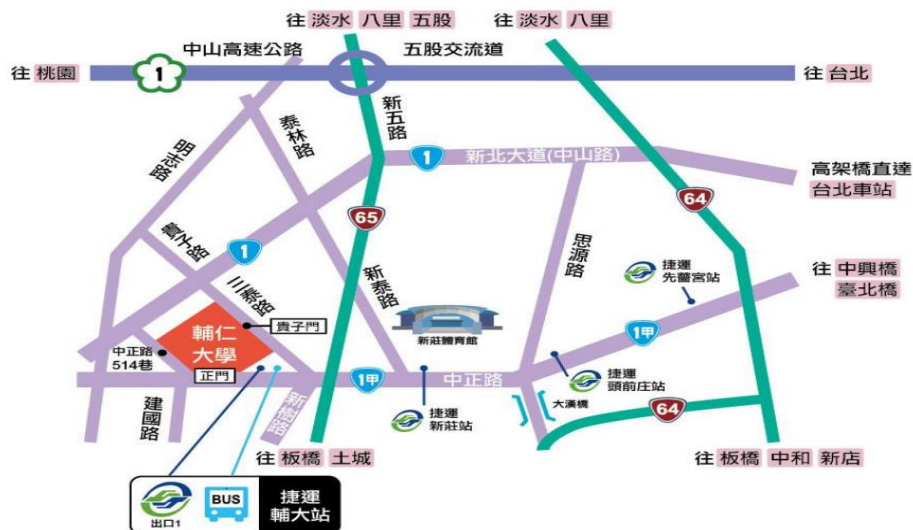 往 淡水 八里 五股
往 淡水 八里
中山高速公路
五股交流道
往 桃園
1
往 台北
新五路
泰林路
明志路
1
新北大道(中山路)
高架橋直達
台北車站
64
65
貴子路
1
思源路
捷運
先嗇宮站
往 中興橋
臺北橋
三泰路
新泰路
貴子門
輔仁
大學
新莊體育館
1甲
中正路
514巷
正門
1甲
中正路
捷運
頭前庄站
大漢橋
建國路
新樹路
捷運
新莊站
64
往 板橋 土城
往 板橋 中和 新店
BUS
捷運
輔大站
出口1